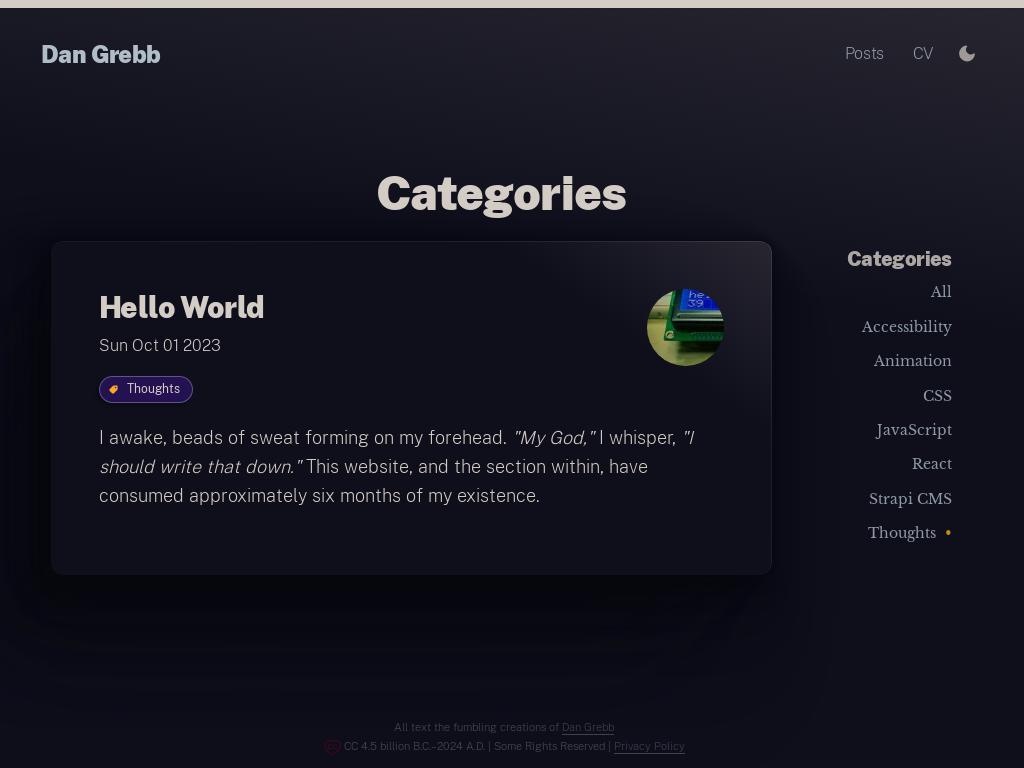 Dan Grebb
Posts
CV
Categories
Hello World
Sun Oct 01 2023
Thoughts
I awake, beads of sweat forming on my forehead. "My God," I whisper, "I
should write that down." This website, and the section within, have
consumed approximately six months of my existence.
Categories
All
Accessibility
Animation
CSS
JavaScript
React
Strapi CMS
Thoughts •
All text the fumbling creations of Dan Grebb
CC 4.5 billion B.C.–2024 A.D. | Some Rights Reserved | Privacy Policy